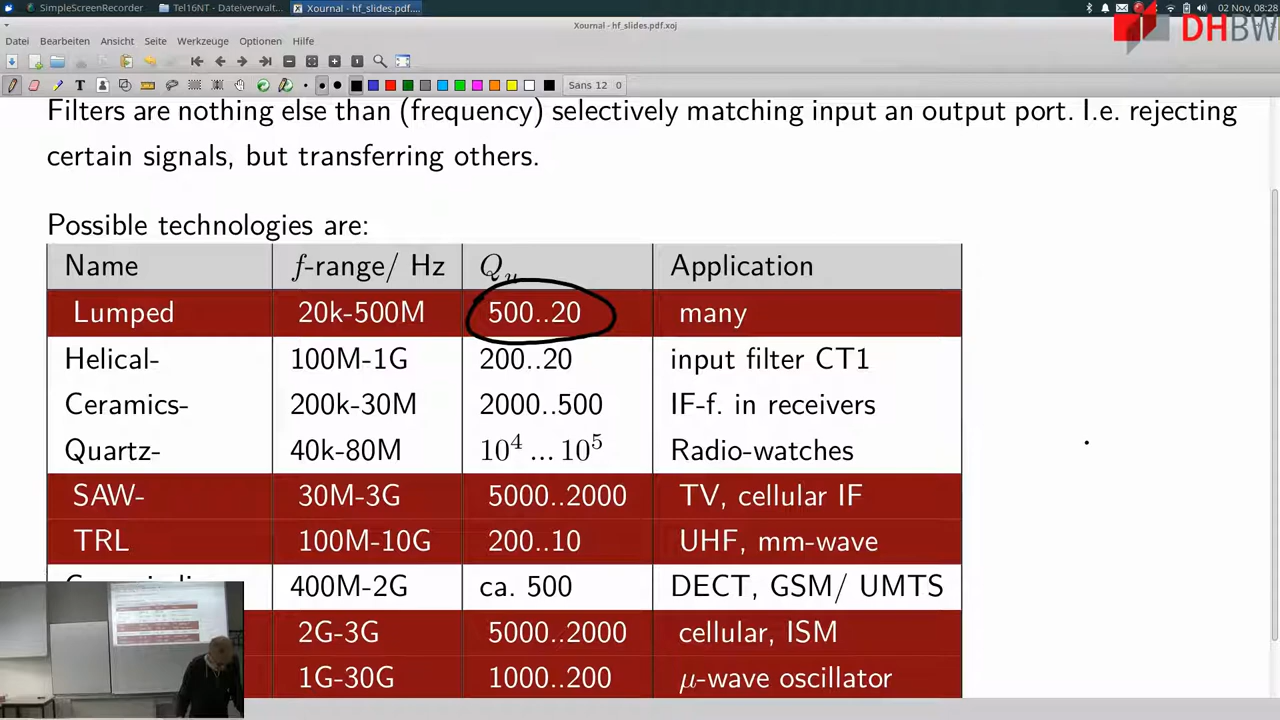 SimpleScreenRecorder
Tel16NT - Dateiverwalt...
Xournal - hf_slides.pdf....
02 Nov, 08:28
Xournal - hf_slides.pdf.xoj
DHBW
Datei Bearbeiten Ansicht Seite Werkzeuge Optionen Hilfe
Sans 12 0
Filters are nothing else than (frequency) selectively matching input an output port. I.e. rejecting
certain signals, but transferring others.
Possible technologies are:
Name f-range/ Hz Qu Application
Lumped 20k-500M 500..20 many
Helical- 100M-1G 200..20 input filter CT1
Ceramics- 200k-30M 2000..500 IF-f. in receivers
Quartz- 40k-80M 10⁴ ... 10⁵ Radio-watches
SAW- 30M-3G 5000..2000 TV, cellular IF
TRL 100M-10G 200..10 UHF, mm-wave
400M-2G ca. 500 DECT, GSM/ UMTS
2G-3G 5000..2000 cellular, ISM
1G-30G 1000..200 μ-wave oscillator